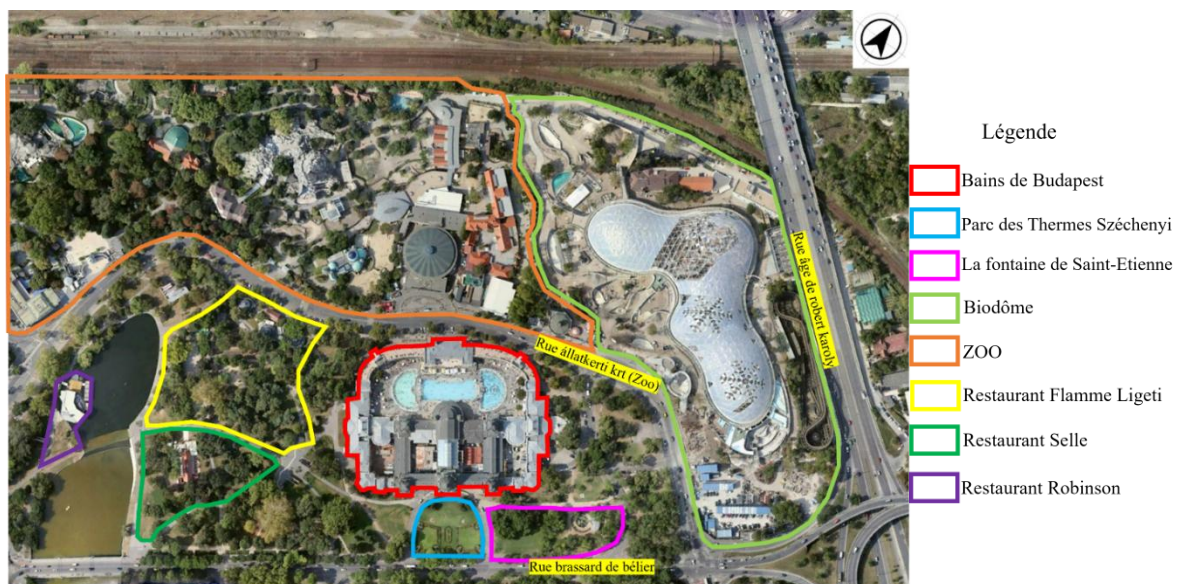 Légende
Bains de Budapest
Parc des Thermes Széchenyi
La fontaine de Saint-Etienne
Biodôme
ZOO
Restaurant Flamme Ligeti
Restaurant Selle
Restaurant Robinson
Rue âge de robert karoly
Rue állatkerti krt (Zoo)
Rue brassard de bélier